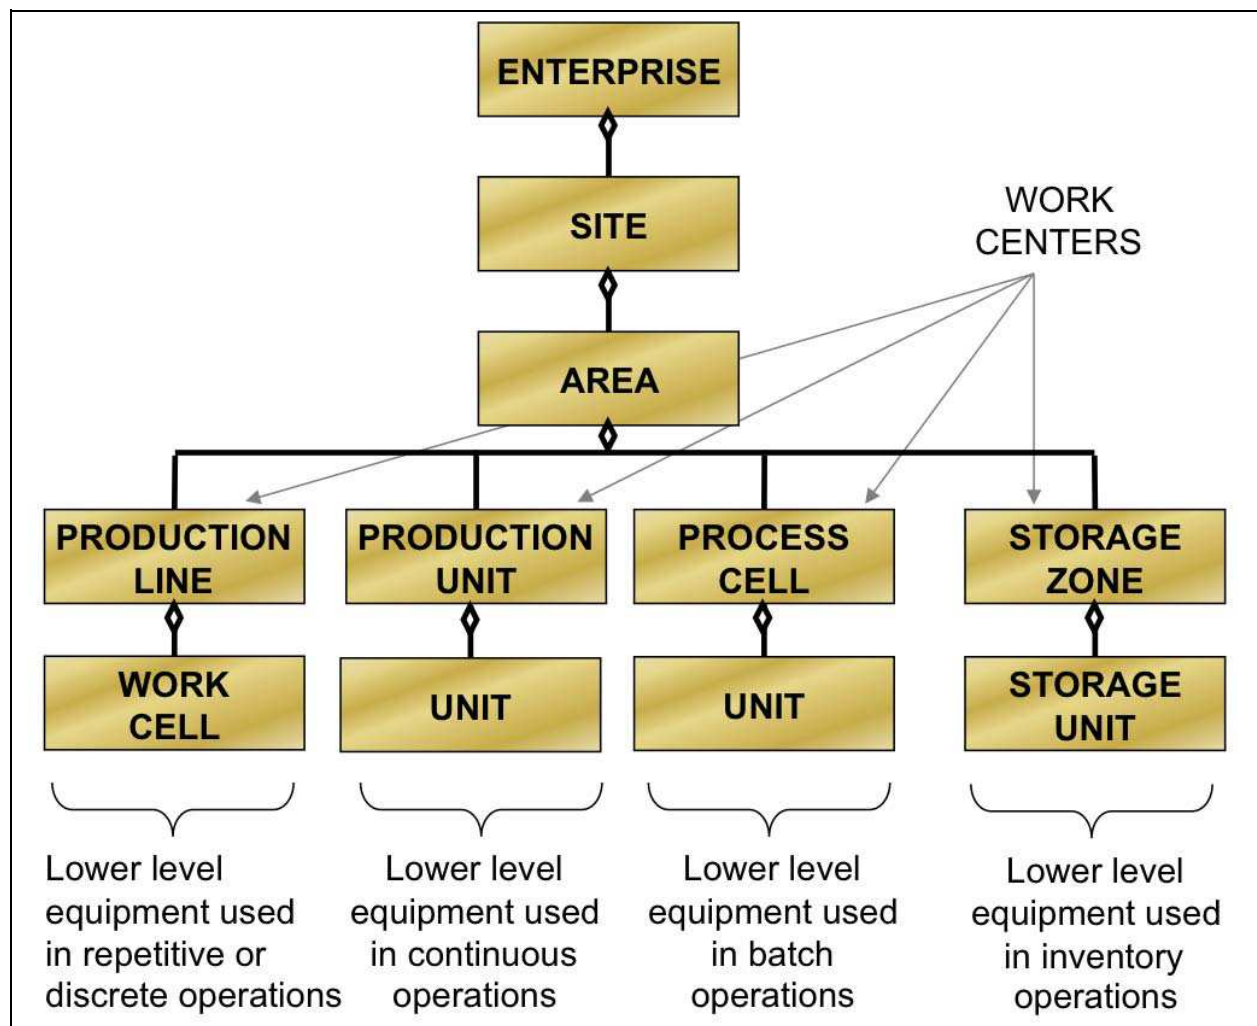 ENTERPRISE
SITE
WORK
CENTERS
AREA
PRODUCTION
LINE
PRODUCTION
UNIT
PROCESS
CELL
STORAGE
ZONE
WORK
CELL
UNIT
UNIT
STORAGE
UNIT
Lower level
equipment used
in repetitive or
discrete operations
Lower level
equipment used
in continuous
operations
Lower level
equipment used
in batch
operations
Lower level
equipment used
in inventory
operations